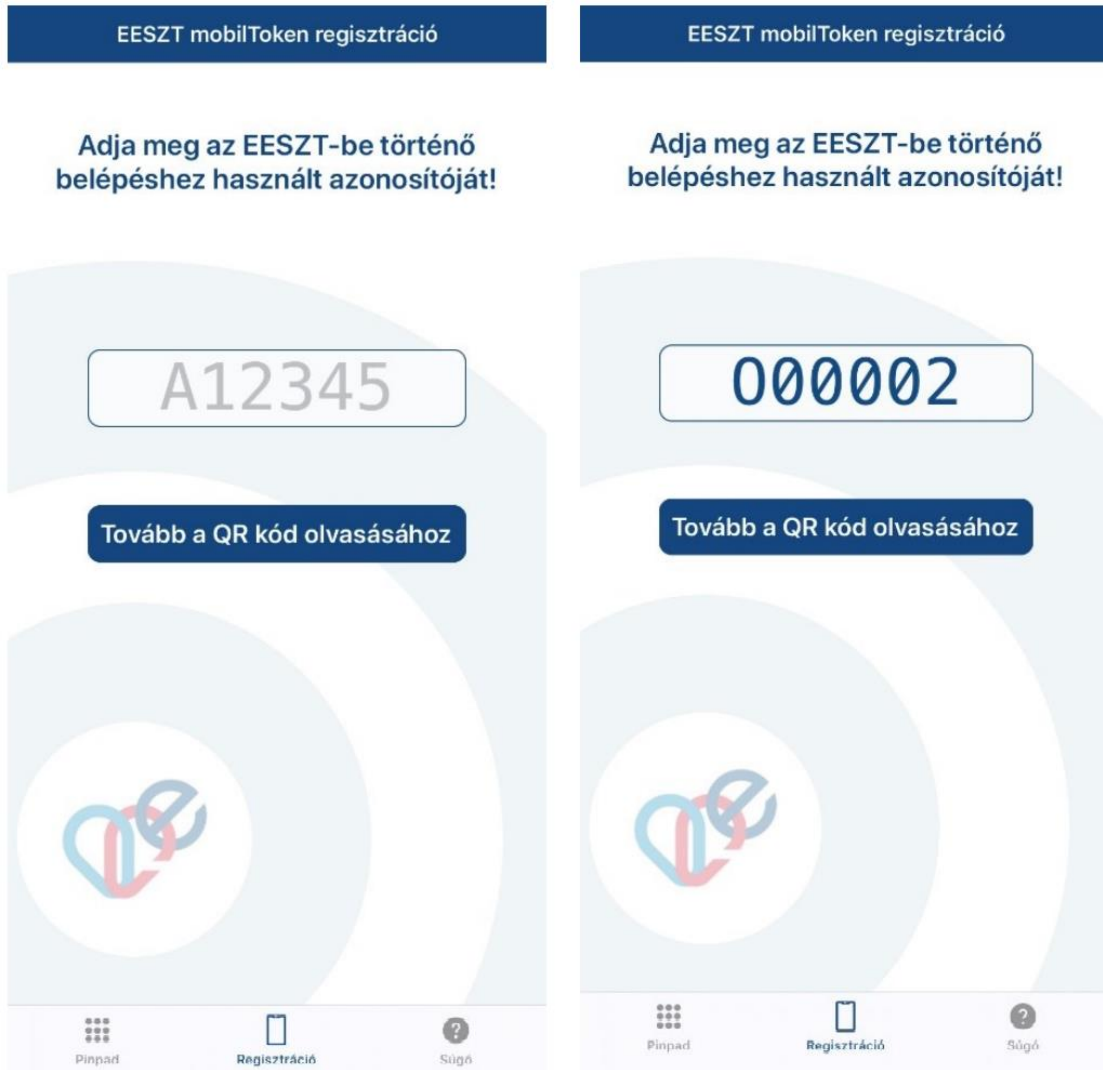 EESZT mobilToken regisztráció
Adja meg az EESZT-be történő
belépéshez használt azonosítóját!
A12345
Tovább a QR kód olvasásához
Pinpad
Regisztráció
Súgó
EESZT mobilToken regisztráció
Adja meg az EESZT-be történő
belépéshez használt azonosítóját!
O00002
Tovább a QR kód olvasásához
Pinpad
Regisztráció
Súgó